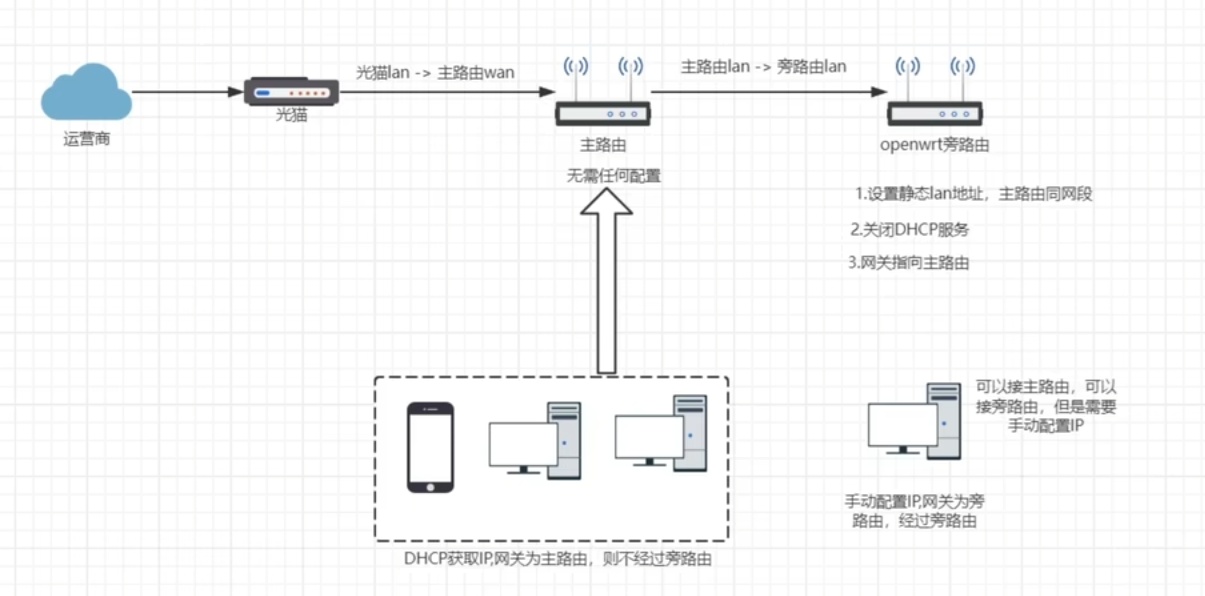 光猫lan -> 主路由wan
主路由lan -> 旁路由lan
运营商
光猫
主路由
openwrt旁路由
无需任何配置
1.设置静态lan地址，主路由同网段
2.关闭DHCP服务
3.网关指向主路由
可以接主路由，可以
接旁路由，但是需要
手动配置IP
手动配置IP,网关为旁
路由，经过旁路由
DHCP获取IP,网关为主路由，则不经过旁路由